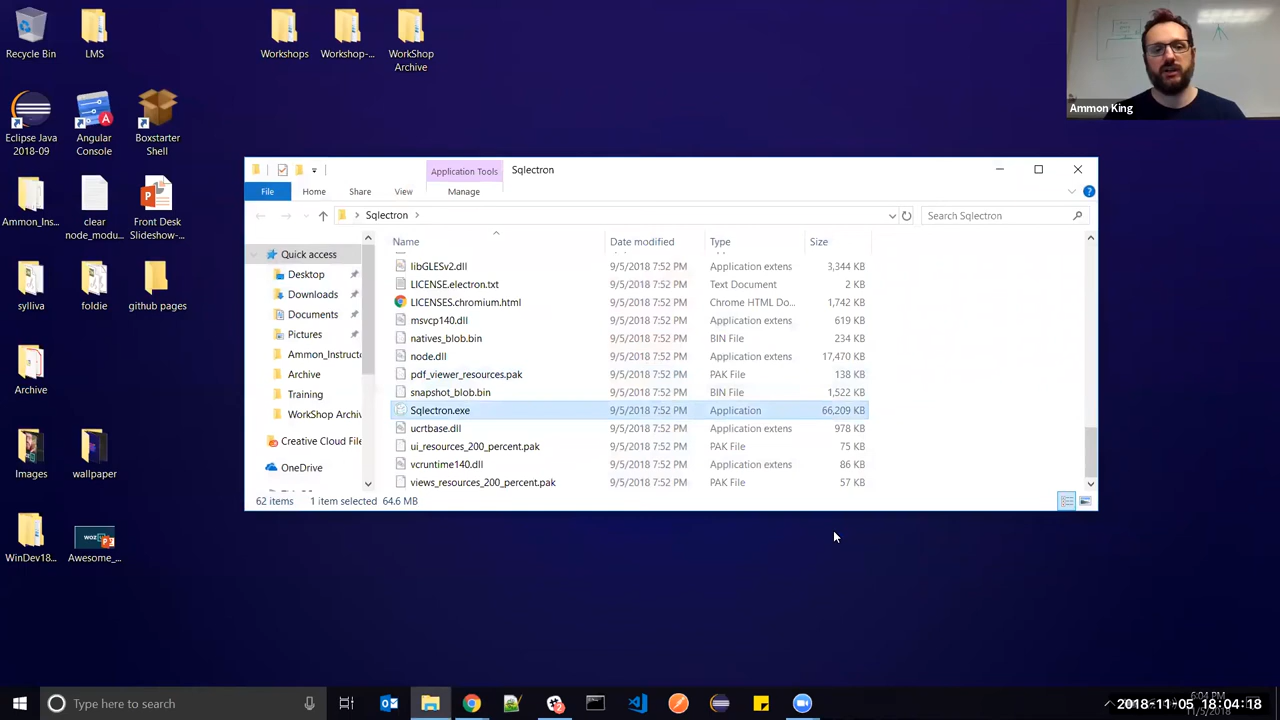 Recycle Bin
LMS
Workshops
Workshop-...
WorkShop
Archive
Ammon King
Eclipse Java
2018-09
Angular
Console
Boxstarter
Shell
Ammon_Ins...
clear
node_modu...
Front Desk
Slideshow-...
sylliva
foldie
github pages
Archive
Images
wallpaper
WinDev18...
Awesome_...
woz
Application Tools
Sqlectron
File
Home
Share
View
Manage
Sqlectron
Search Sqlectron
Name
Date modified
Type
Size
Quick access
Desktop
Downloads
Documents
Pictures
Ammon_Instruct
Archive
Training
WorkShop Archiv
Creative Cloud File
OneDrive
libGLESv2.dll 9/5/2018 7:52 PM Application extens 3,344 KB
LICENSE.electron.txt 9/5/2018 7:52 PM Text Document 2 KB
LICENSES.chromium.html 9/5/2018 7:52 PM Chrome HTML Do... 1,742 KB
msvcp140.dll 9/5/2018 7:52 PM Application extens 619 KB
natives_blob.bin 9/5/2018 7:52 PM BIN File 234 KB
node.dll 9/5/2018 7:52 PM Application extens 17,470 KB
pdf_viewer_resources.pak 9/5/2018 7:52 PM PAK File 138 KB
snapshot_blob.bin 9/5/2018 7:52 PM BIN File 1,522 KB
Sqlectron.exe 9/5/2018 7:52 PM Application 66,209 KB
ucrtbase.dll 9/5/2018 7:52 PM Application extens 978 KB
ui_resources_200_percent.pak 9/5/2018 7:52 PM PAK File 75 KB
vcruntime140.dll 9/5/2018 7:52 PM Application extens 86 KB
views_resources_200_percent.pak 9/5/2018 7:52 PM PAK File 57 KB
62 items 1 item selected 64.6 MB
Type here to search
6:04 PM
2018-11-05 18:04:18
11/5/2018